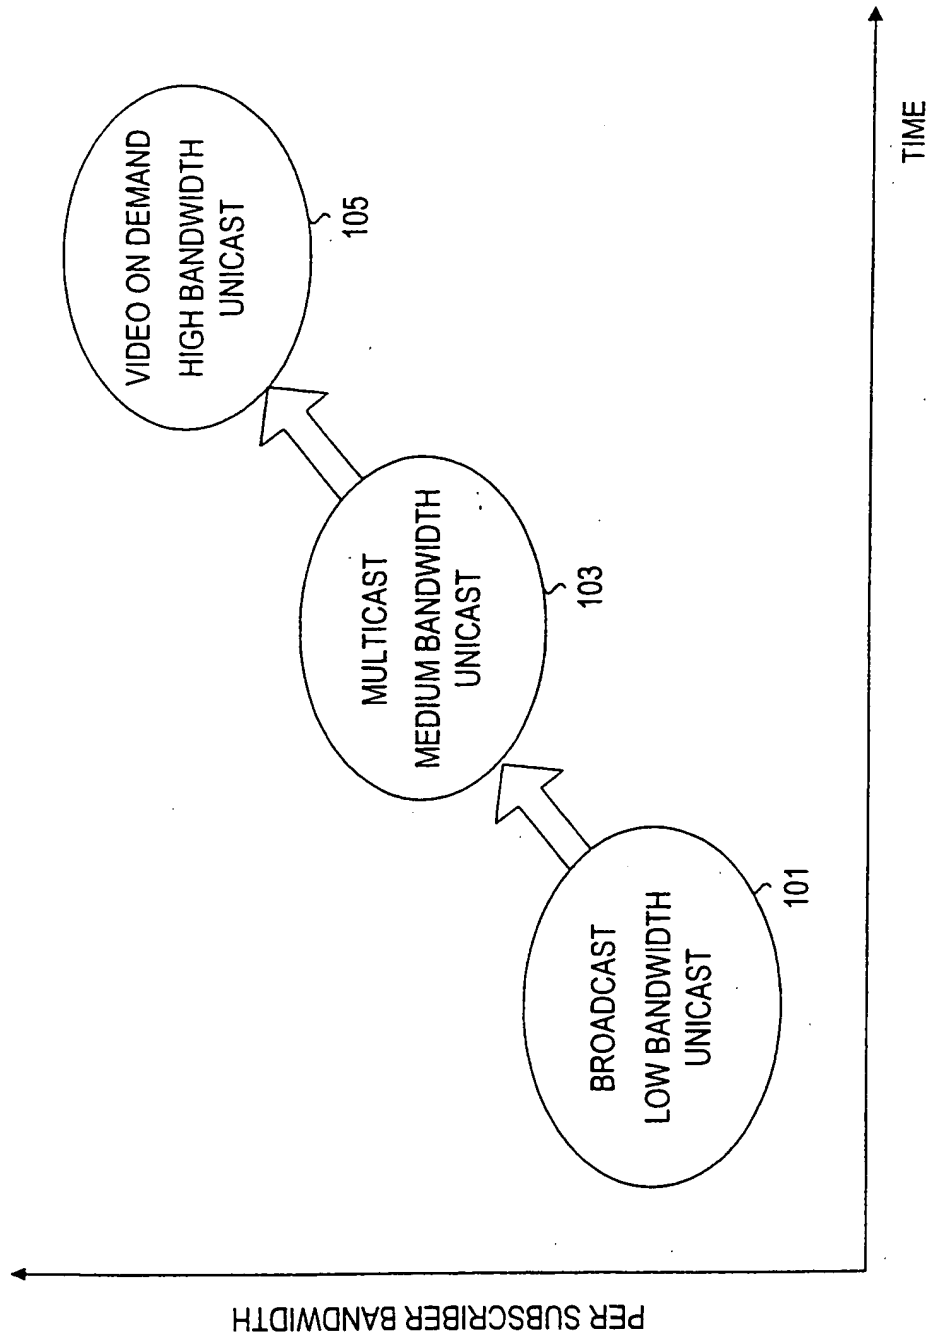 PER SUBSCRIBER BANDWIDTH
VIDEO ON DEMAND
HIGH BANDWIDTH
UNICAST
105
MULTICAST
MEDIUM BANDWIDTH
UNICAST
103
BROADCAST
LOW BANDWIDTH
UNICAST
101
TIME